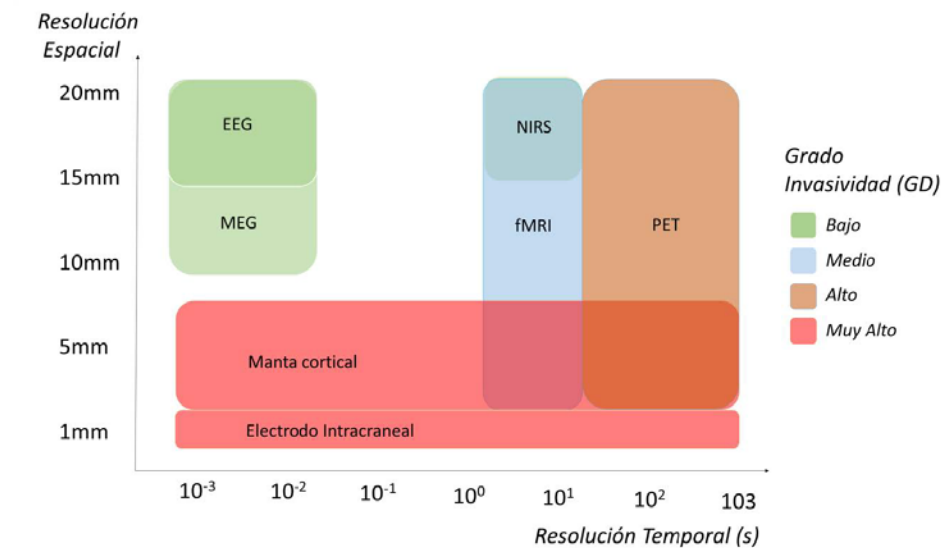 Resolución
Espacial
20mm
15mm
10mm
5mm
1mm
EEG
MEG
NIRS
fMRI
PET
Manta cortical
Electrodo Intracraneal
10⁻³
10⁻²
10⁻¹
10⁰
10¹
10²
103
Resolución Temporal (s)
Grado
Invasividad (GD)
Bajo
Medio
Alto
Muy Alto